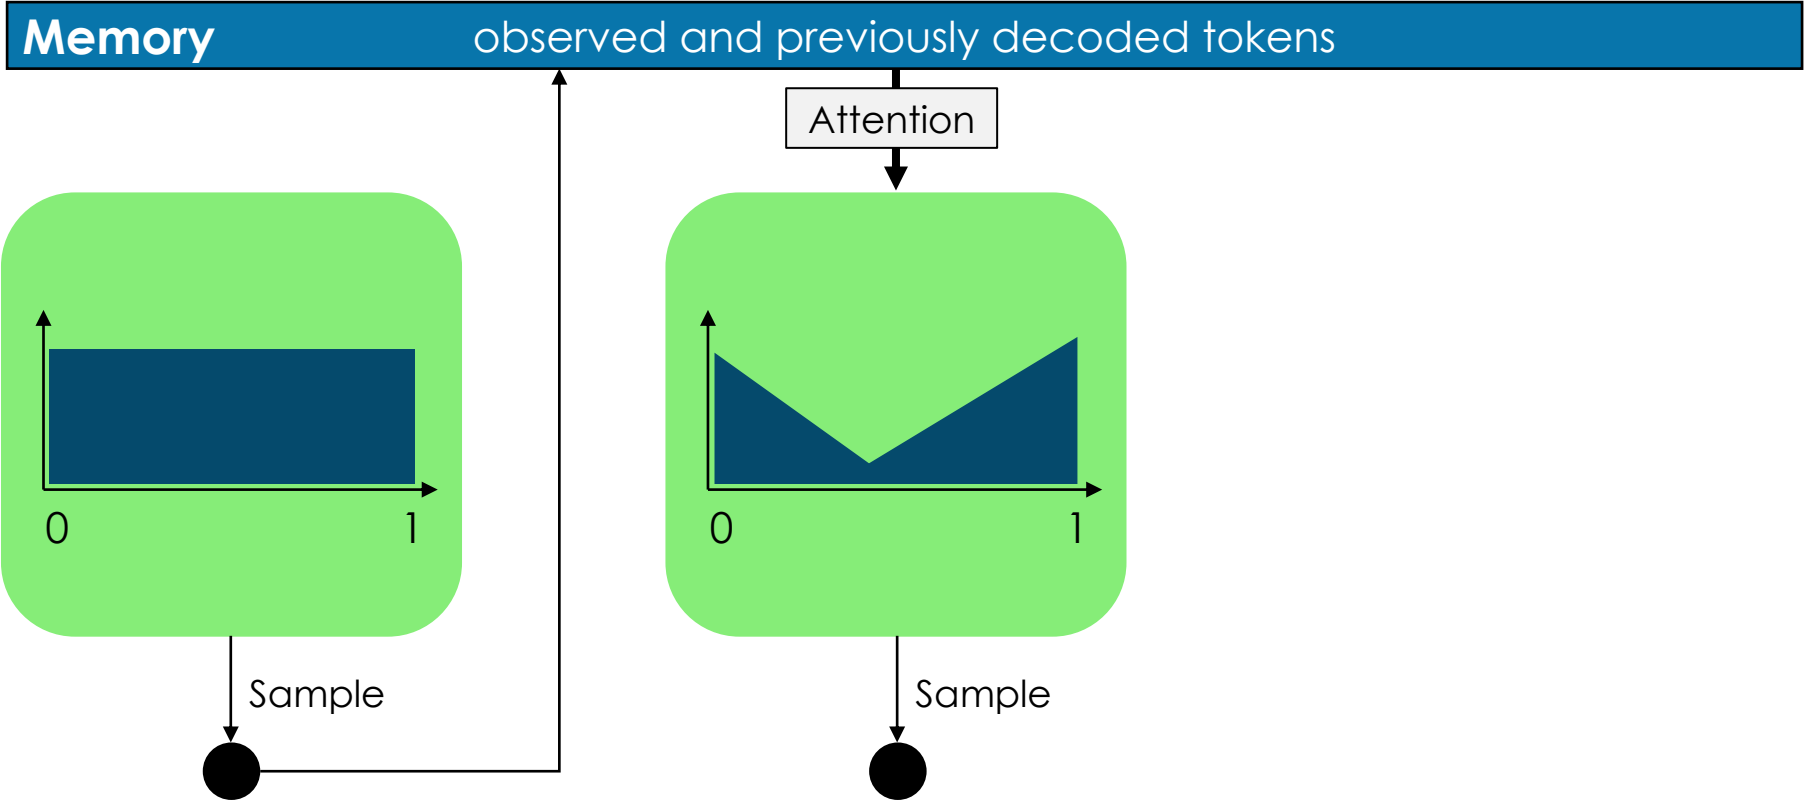 Memory observed and previously decoded tokens
Attention
0 1
0 1
Sample
Sample